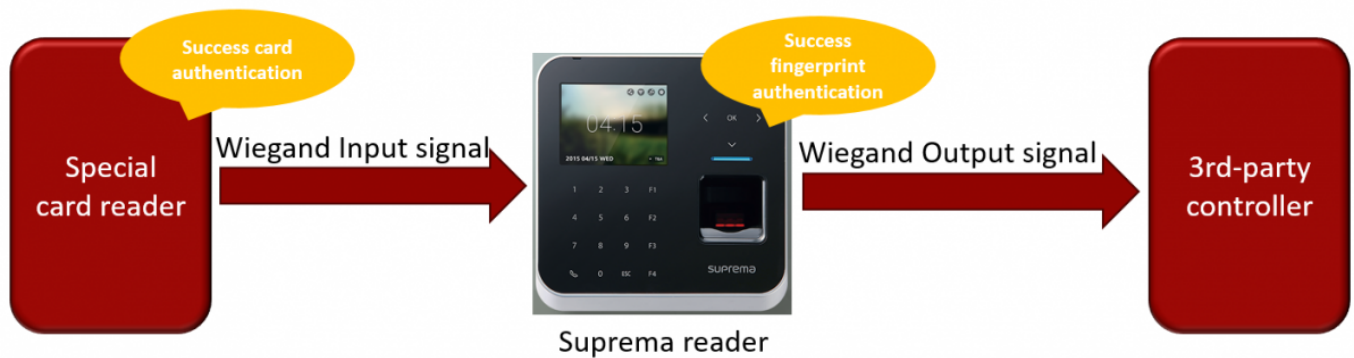 Success card
authentication
Success
fingerprint
authentication
Special
card reader
Wiegand Input signal
Wiegand Output signal
3rd-party
controller
04:15
2015 04/15 WED
OK
1 2 3 F1
4 5 6 F2
7 8 9 F3
0 ESC F4
suprema
Suprema reader